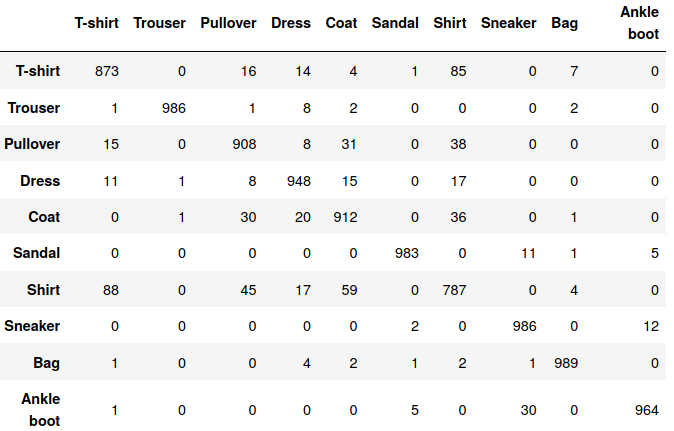 T-shirt Trouser Pullover Dress Coat Sandal Shirt Sneaker Bag Ankle boot
T-shirt 873 0 16 14 4 1 85 0 7 0
Trouser 1 986 1 8 2 0 0 0 2 0
Pullover 15 0 908 8 31 0 38 0 0 0
Dress 11 1 8 948 15 0 17 0 0 0
Coat 0 1 30 20 912 0 36 0 1 0
Sandal 0 0 0 0 0 983 0 11 1 5
Shirt 88 0 45 17 59 0 787 0 4 0
Sneaker 0 0 0 0 0 2 0 986 0 12
Bag 1 0 0 4 2 1 2 1 989 0
Ankle boot 1 0 0 0 0 5 0 30 0 964